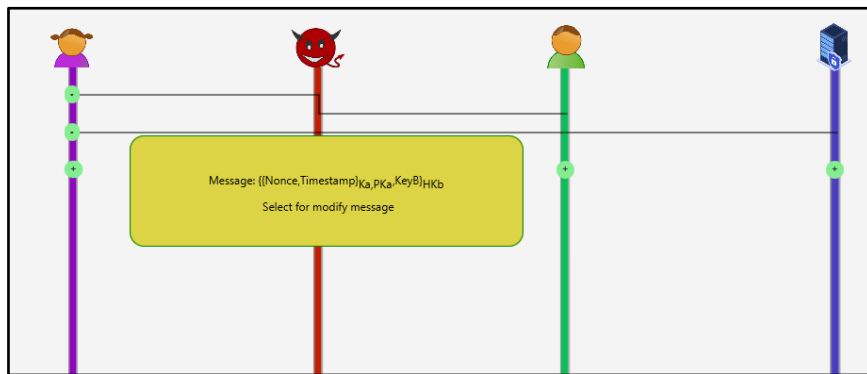 -
-
+
+
+
Message: {{Nonce,Timestamp}Ka,PKa,KeyB}HKb
Select for modify message